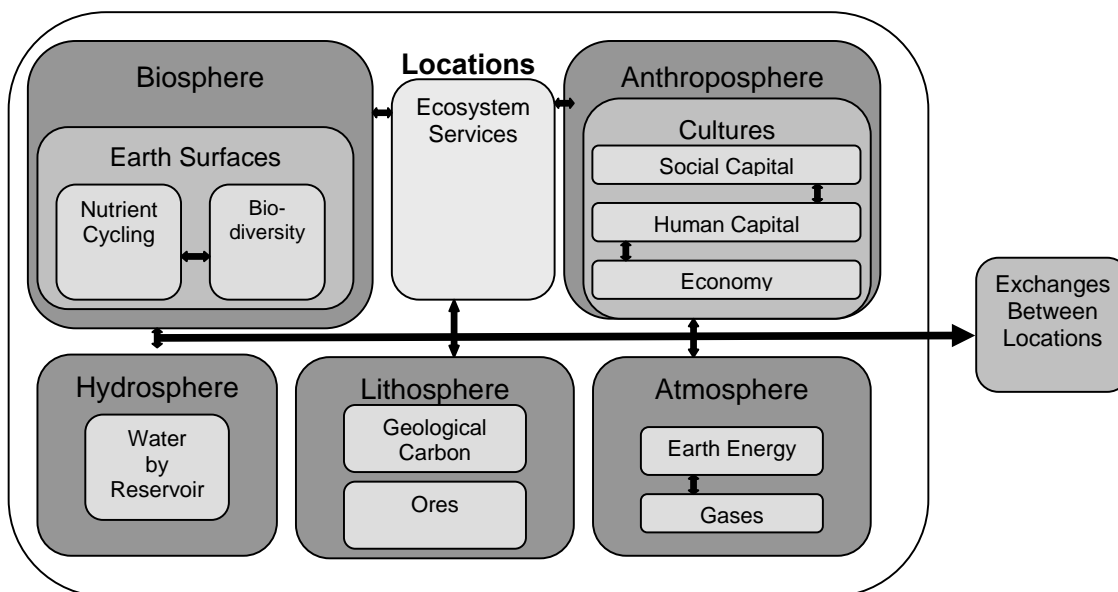 Locations
Biosphere
Earth Surfaces
Nutrient
Cycling
Bio-
diversity
Ecosystem
Services
Anthroposphere
Cultures
Social Capital
Human Capital
Economy
Exchanges
Between
Locations
Hydrosphere
Water
by
Reservoir
Lithosphere
Geological
Carbon
Ores
Atmosphere
Earth Energy
Gases